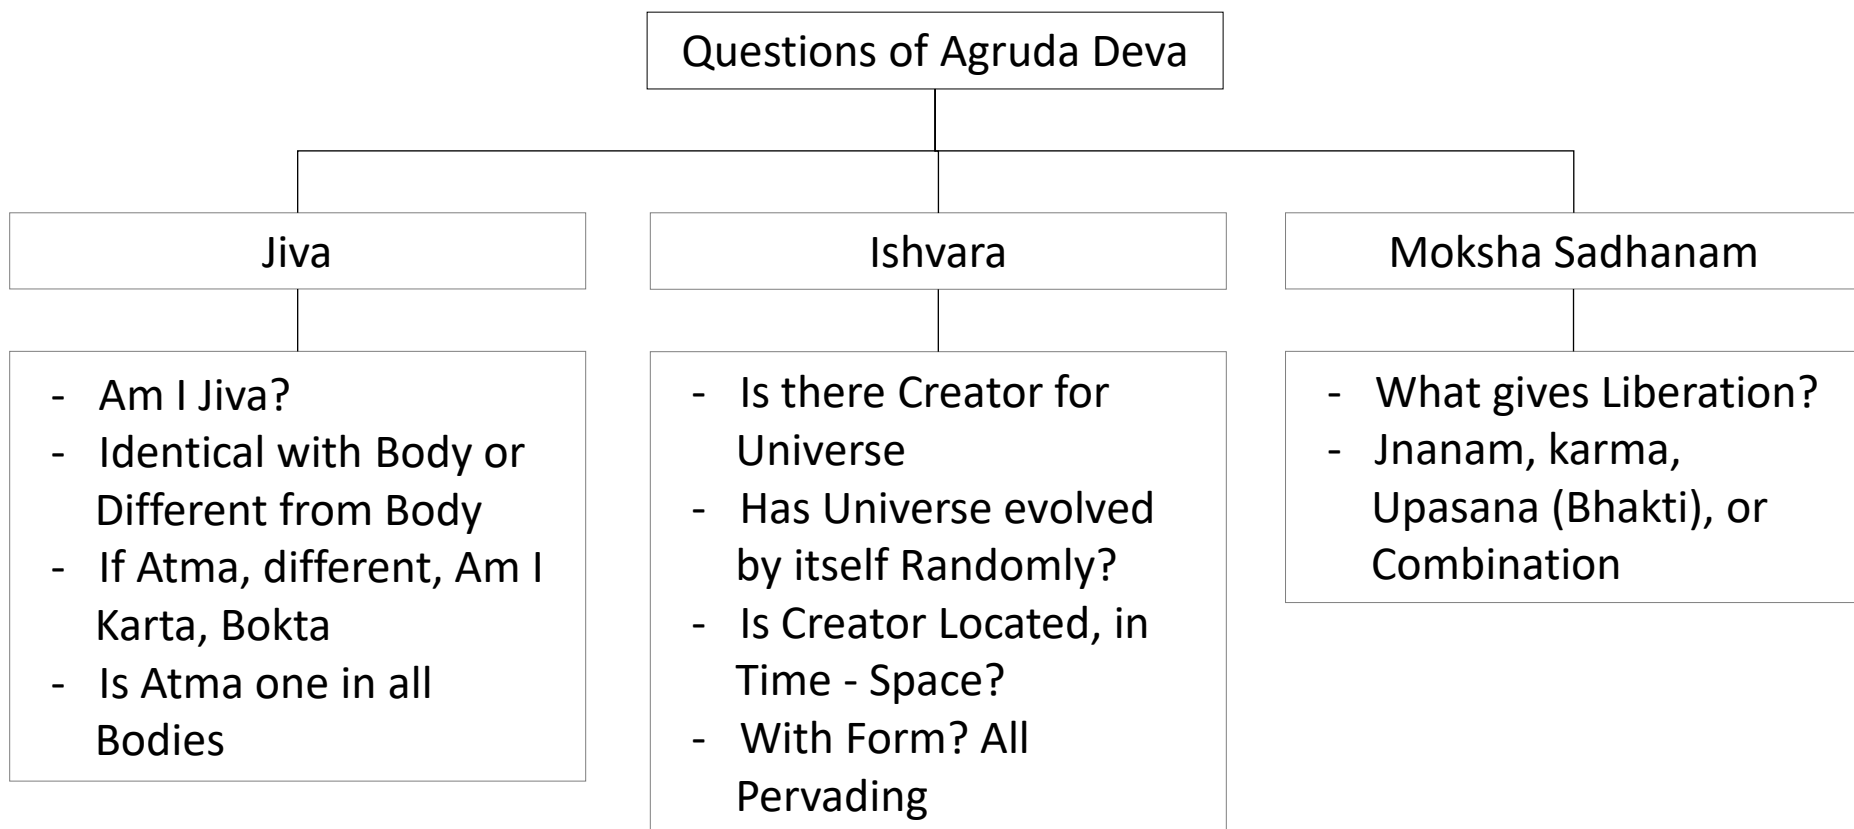 Questions of Agruda Deva
Jiva
Ishvara
Moksha Sadhanam
- Am I Jiva?
- Identical with Body or
Different from Body
- If Atma, different, Am I
Karta, Bokta
- Is Atma one in all
Bodies
- Is there Creator for
Universe
- Has Universe evolved
by itself Randomly?
- Is Creator Located, in
Time - Space?
- With Form? All
Pervading
- What gives Liberation?
- Jnanam, karma,
Upasana (Bhakti), or
Combination